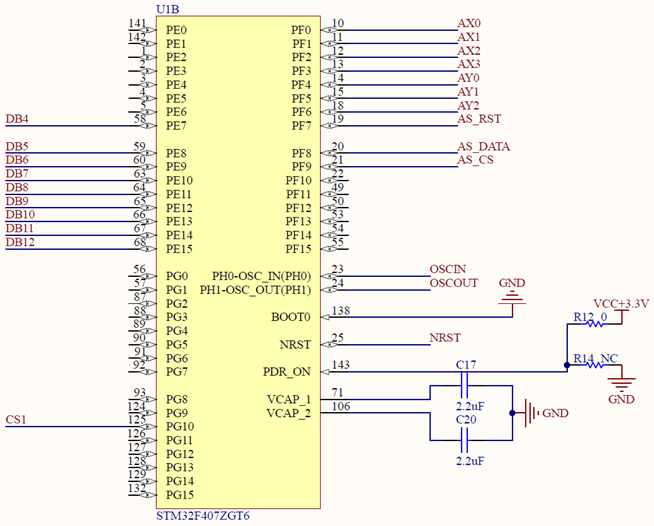 U1B
141 PE0 PF0 10 AX0
142 PE1 PF1 11 AX1
1 PE2 PF2 12 AX2
2 PE3 PF3 13 AX3
3 PE4 PF4 14 AY0
4 PE5 PF5 15 AY1
5 PE6 PF6 18 AY2
DB4 58 PE7 PF7 19 AS_RST
DB5 59 PE8 PF8 20 AS_DATA
DB6 60 PE9 PF9 21 AS_CS
DB7 63 PE10 PF10 22
DB8 64 PE11 PF11 49
DB9 65 PE12 PF12 50
DB10 66 PE13 PF13 53
DB11 67 PE14 PF14 54
DB12 68 PE15 PF15 55
56 PG0 PH0-OSC_IN(PH0) 23 OSCIN
57 PG1 PH1-OSC_OUT(PH1) 24 OSCOUT
87 PG2 GND
88 PG3 BOOT0 138 VCC+3.3V
89 PG4 R12_0
90 PG5 NRST 25 NRST
91 PG6
92 PG7 PDR_ON 143 C17 R14_NC
GND
93 PG8 VCAP_1 71 2.2uF
124 PG9 VCAP_2 106 GND
CS1 125 PG10 C20
126 PG11
127 PG12 2.2uF
128 PG13
129 PG14
132 PG15
STM32F407ZGT6